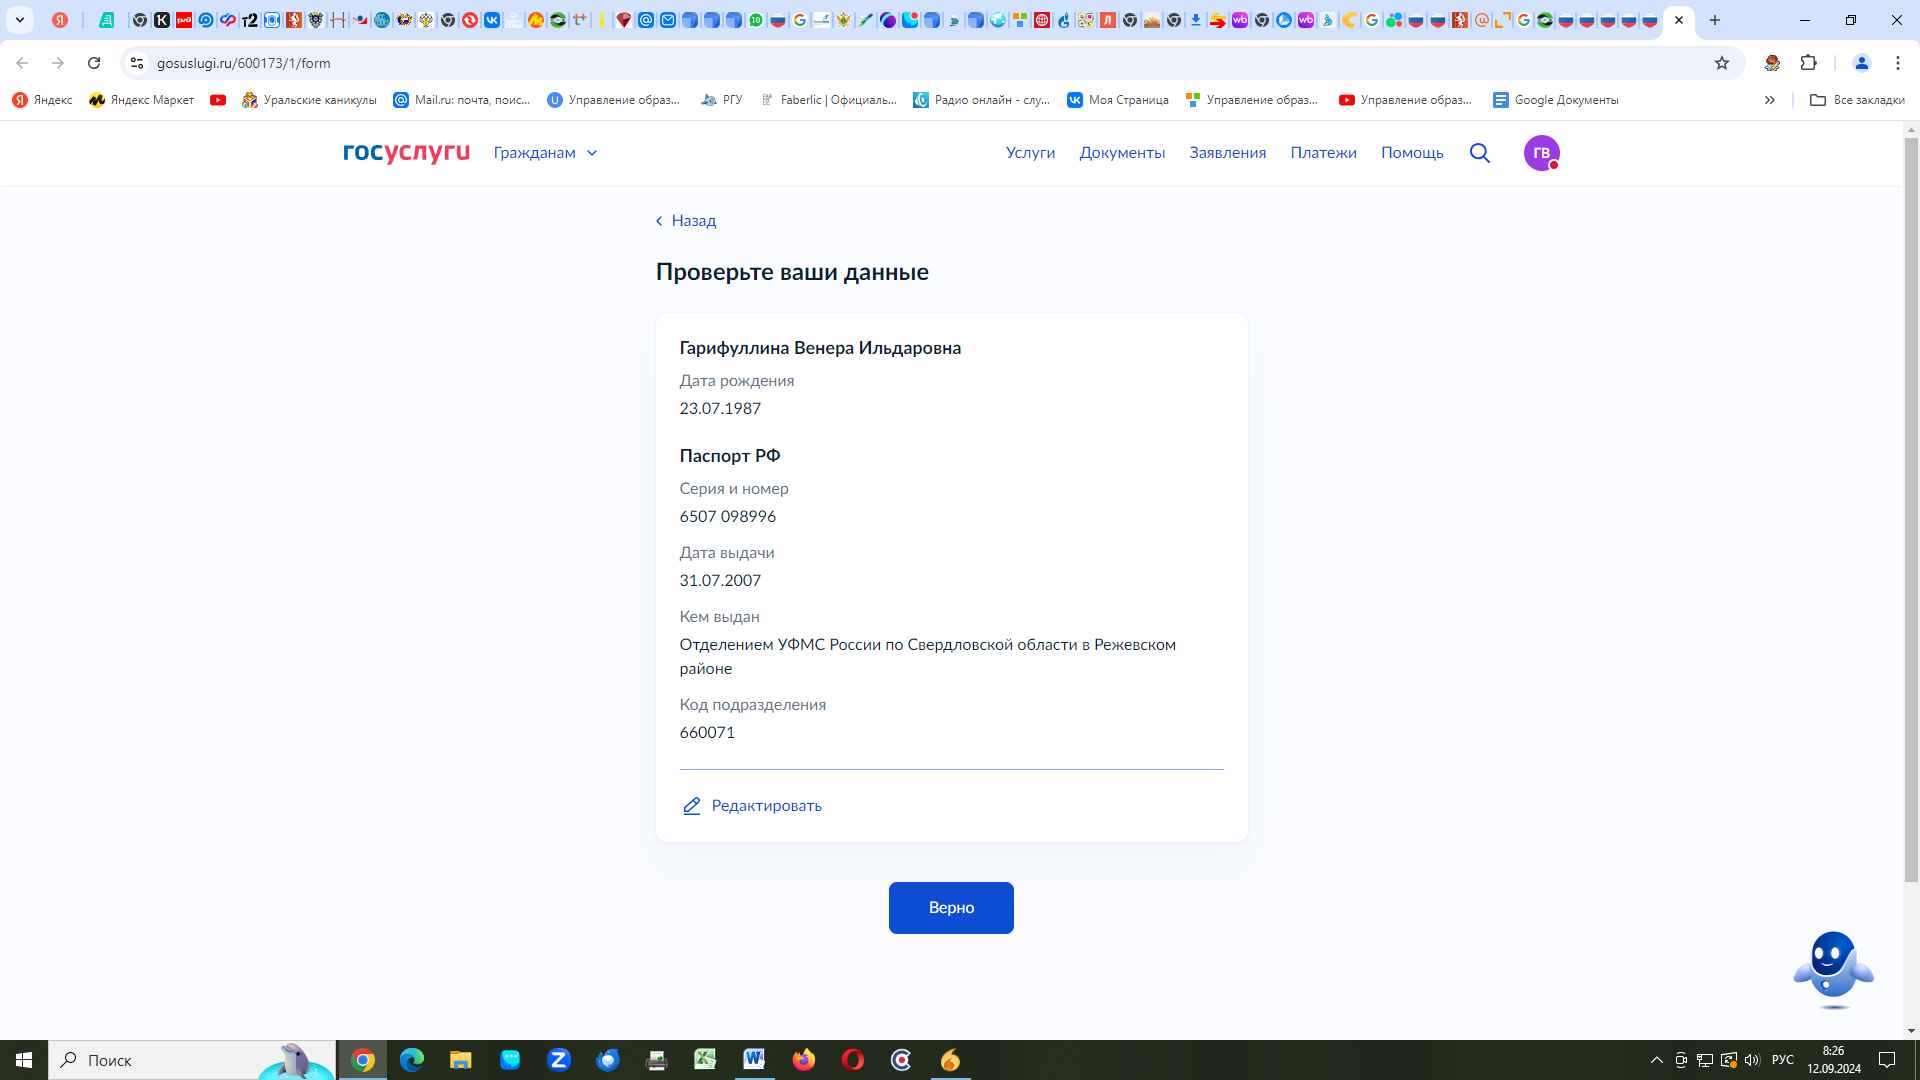 gosuslugi.ru/600173/1/form
Яндекс
Яндекс Маркет
Уральские каникулы
Mail.ru: почта, поис...
Управление образ...
РГУ
Faberlic | Официаль...
Радио онлайн - слу...
Моя Страница
Управление образ...
Управление образ...
Google Документы
Все закладки
госуслуги
Гражданам
Услуги
Документы
Заявления
Платежи
Помощь
ГВ
Назад
Проверьте ваши данные
Гарифуллина Венера Ильдаровна
Дата рождения
23.07.1987
Паспорт РФ
Серия и номер
6507 098996
Дата выдачи
31.07.2007
Кем выдан
Отделением УФМС России по Свердловской области в Режевском
районе
Код подразделения
660071
Редактировать
Верно
Поиск
РУС
8:26
12.09.2024